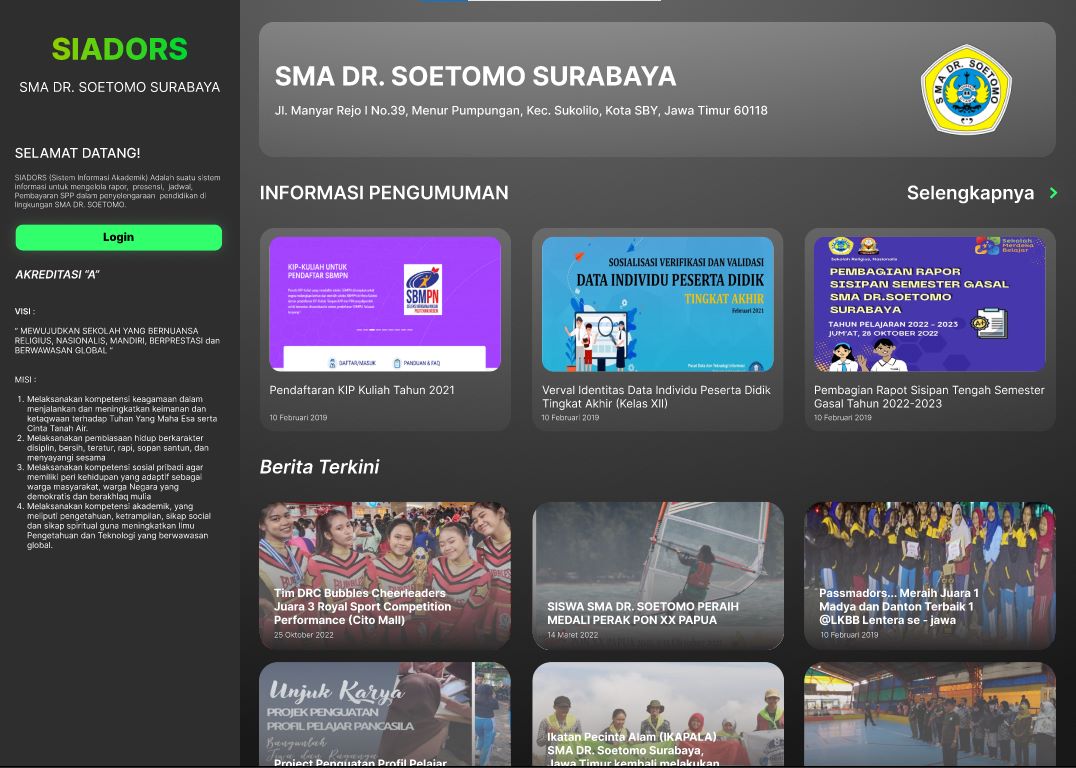 SIADORS
SMA DR. SOETOMO SURABAYA
SELAMAT DATANG!
SIADORS (Sistem Informasi Akademik) Adalah suatu sistem
informasi untuk mengelola rapor, presensi, jadwal,
Pembayaran SPP dalam penyelengaraan pendidikan di
lingkungan SMA DR. SOETOMO.
Login
AKREDITASI “A”
VISI :
“ MEWUJUDKAN SEKOLAH YANG BERNUANSA
RELIGIUS, NASIONALIS, MANDIRI, BERPRESTASI dan
BERWAWASAN GLOBAL “
MISI :
1. Melaksanakan kompetensi keagamaan dalam
menjalankan dan meningkatkan keimanan dan
ketaqwaan terhadap Tuhan Yang Maha Esa serta
Cinta Tanah Air.
2. Melaksanakan pembiasaan hidup berkarakter
disiplin, bersih, teratur, rapi, sopan santun, dan
menyayangi sesama
3. Melaksanakan kompetensi sosial pribadi agar
memiliki peri kehidupan yang adaptif sebagai
warga masyarakat, warga Negara yang
demokratis dan berakhlaq mulia
4. Melaksanakan kompetensi akademik, yang
meliputi pengetahuan, ketrampilan, sikap social
dan sikap spiritual guna meningkatkan Ilmu
Pengetahuan dan Teknologi yang berwawasan
global.
SMA DR. SOETOMO SURABAYA
Jl. Manyar Rejo I No.39, Menur Pumpungan, Kec. Sukolilo, Kota SBY, Jawa Timur 60118
SMA DR. SOETOMO
INFORMASI PENGUMUMAN
Selengkapnya
KIP-KULIAH UNTUK
PENDAFTAR SBMPN
SBMPN
DAFTAR/MASUK
PANDUAN & FAQ
Pendaftaran KIP Kuliah Tahun 2021
10 Februari 2019
SOSIALISASI VERIFIKASI DAN VALIDASI
DATA INDIVIDU PESERTA DIDIK
TINGKAT AKHIR
Februari 2021
Pusat Data dan Teknologi Informasi
Verval Identitas Data Individu Peserta Didik
Tingkat Akhir (Kelas XII)
10 Februari 2019
Sekolah
Merdeka
Belajar
Sekolah Religius, Nasionalis
PEMBAGIAN RAPOR
SISIPAN SEMESTER GASAL
SMA DR.SOETOMO
SURABAYA
TAHUN PELAJARAN 2022 - 2023
JUM'AT, 28 OKTOBER 2022
A+
Pembagian Rapot Sisipan Tengah Semester
Gasal Tahun 2022-2023
10 Februari 2019
Berita Terkini
BUBBLES
Tim DRC Bubbles Cheerleaders
Juara 3 Royal Sport Competition
Performance (Cito Mall)
25 Oktober 2022
SISWA SMA DR. SOETOMO PERAIH
MEDALI PERAK PON XX PAPUA
14 Maret 2022
Passmadors... Meraih Juara 1
Madya dan Danton Terbaik 1
@LKBB Lentera se - jawa
10 Februari 2019
Unjuk Karya
PROJEK PENGUATAN
PROFIL PELAJAR PANCASILA
Bangunlah
Project Penguatan Profil Pelajar
Ikatan Pecinta Alam (IKAPALA)
SMA Dr. Soetomo Surabaya,
Jawa Timur kembali melakukan